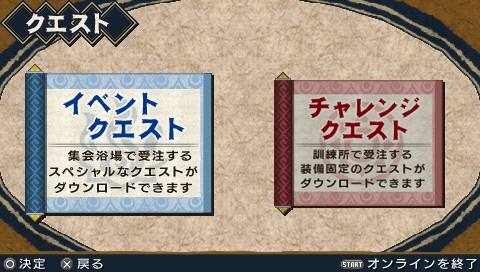 クエスト
イベント
クエスト
集会浴場で受注する
スペシャルなクエストが
ダウンロードできます
チャレンジ
クエスト
訓練所で受注する
装備固定のクエストが
ダウンロードできます
○決定 ×戻る
START オンラインを終了